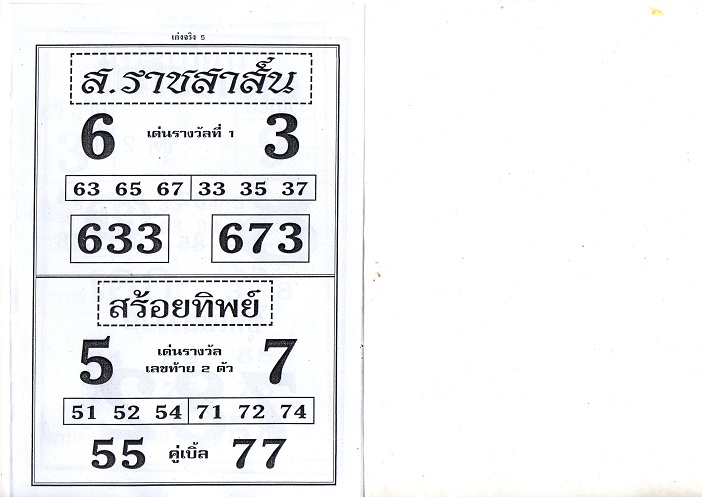 เก่งจริง 5
ส.ราชสาส์น
6 เด่นรางวัลที่ 1 3
63 65 67 33 35 37
633 673
สร้อยทิพย์
5 เด่นรางวัล 7
เลขท้าย 2 ตัว
51 52 54 71 72 74
55 คู่เบิ้ล 77